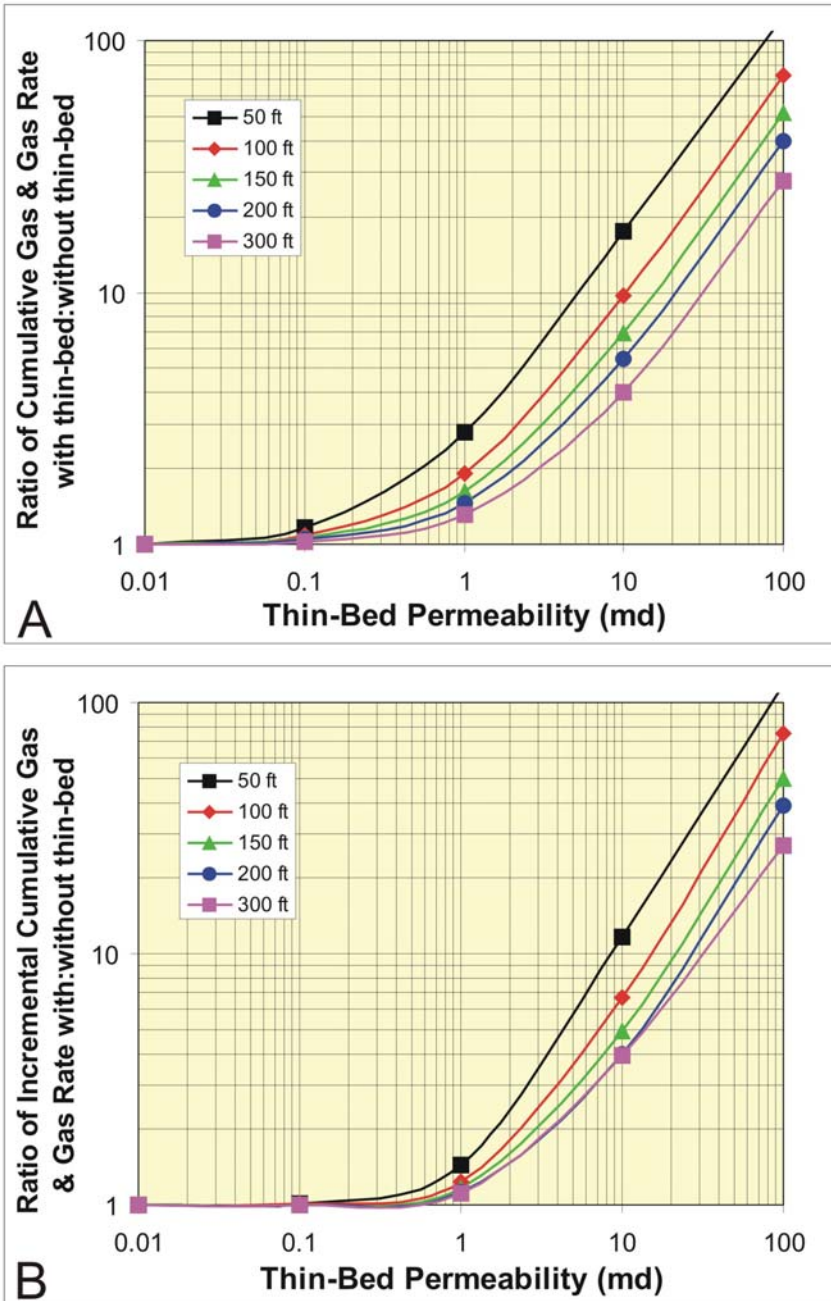 Ratio of Cumulative Gas & Gas Rate
with thin-bed:without thin-bed
100
10
1
50 ft
100 ft
150 ft
200 ft
300 ft
0.01 0.1 1 10 100
Thin-Bed Permeability (md)
A
Ratio of Incremental Cumulative Gas
& Gas Rate with:without thin-bed
100
10
1
50 ft
100 ft
150 ft
200 ft
300 ft
0.01 0.1 1 10 100
Thin-Bed Permeability (md)
B